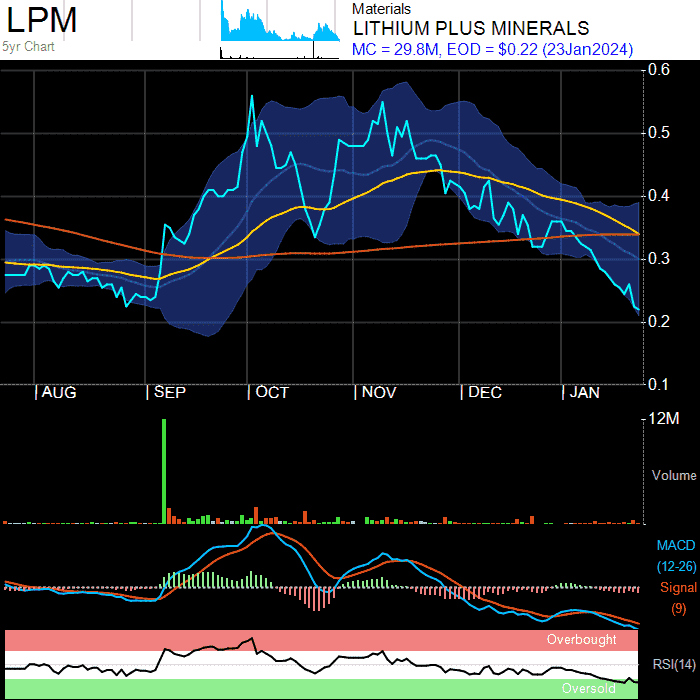 LPM
5yr Chart
Materials
LITHIUM PLUS MINERALS
MC = 29.8M, EOD = $0.22 (23Jan2024)
0.6
0.5
0.4
0.3
0.2
0.1
AUG SEP OCT NOV DEC JAN
12M
Volume
MACD
(12-26)
Signal
(9)
Overbought
RSI(14)
Oversold